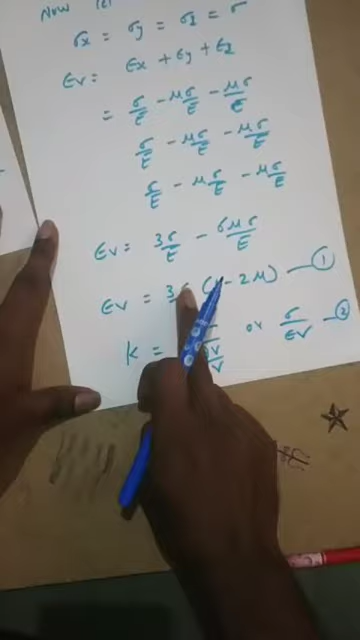 Now let
σx = σy = σz = σ
εv = εx + εy + εz
= σ/E - μσ/E - μσ/E
σ/E - μσ/E - μσ/E
σ/E - μσ/E - μσ/E
εv = 3σ/E - 6μσ/E
εv = 3 ( - 2μ) — ①
K = V/V or σ/εv — ②